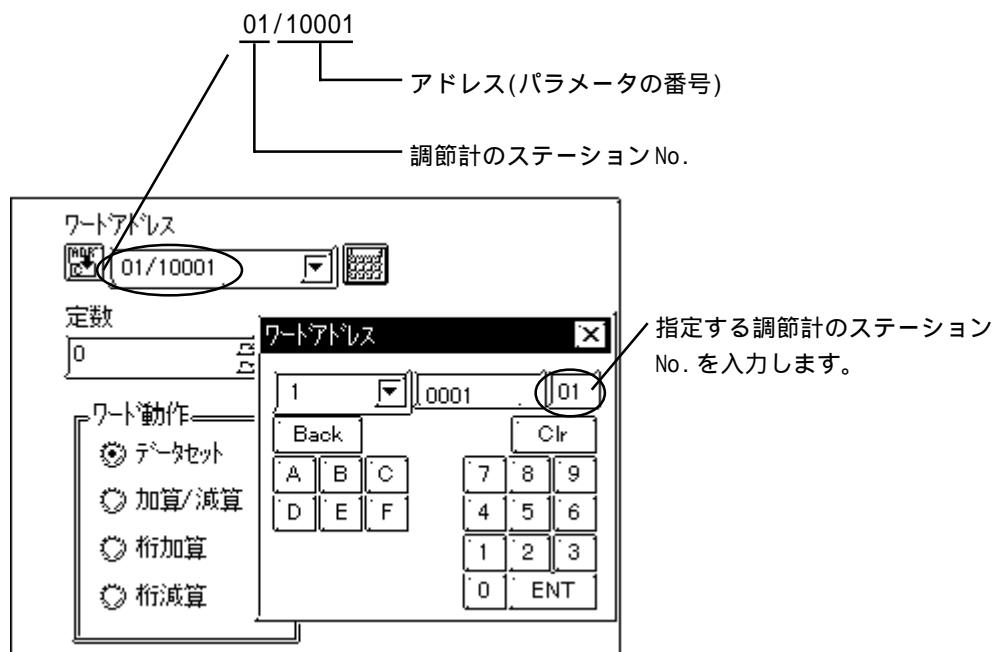 01/10001
アドレス(パラメータの番号)
調節計のステーションNo.
ワードアドレス
01/10001
定数
0
ワード動作
データセット
加算/減算
桁加算
桁減算
ワードアドレス
1 0001 01
Back Clr
A B C 7 8 9
D E F 4 5 6
1 2 3
0 ENT
指定する調節計のステーション
No.を入力します。